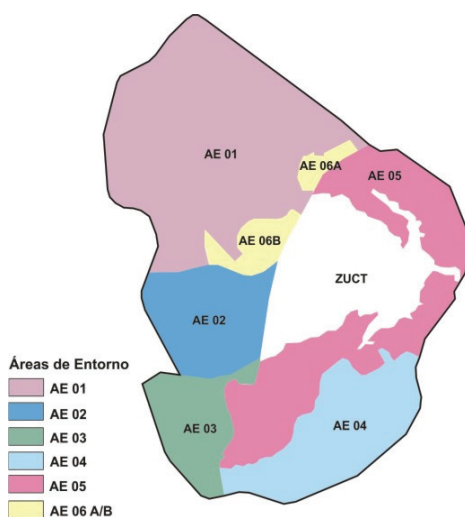 AE 01
AE 06A
AE 05
AE 06B
ZUCT
AE 02
AE 03
AE 04
Áreas de Entorno
AE 01
AE 02
AE 03
AE 04
AE 05
AE 06 A/B